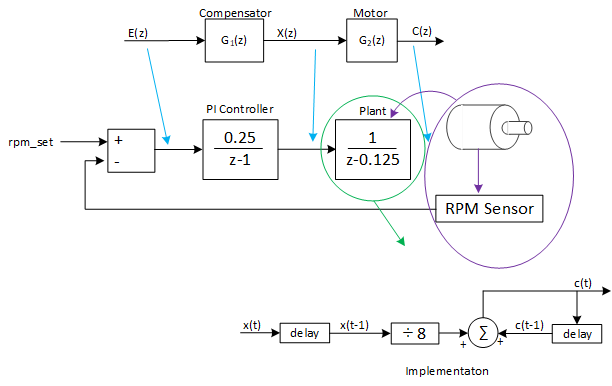 Compensator
Motor
E(z)
G₁(z)
X(z)
G₂(z)
C(z)
PI Controller
Plant
rpm_set
+
-
0.25
z-1
1
z-0.125
RPM Sensor
c(t)
x(t)
delay
x(t-1)
÷ 8
+
Σ
+
c(t-1)
delay
Implementaton